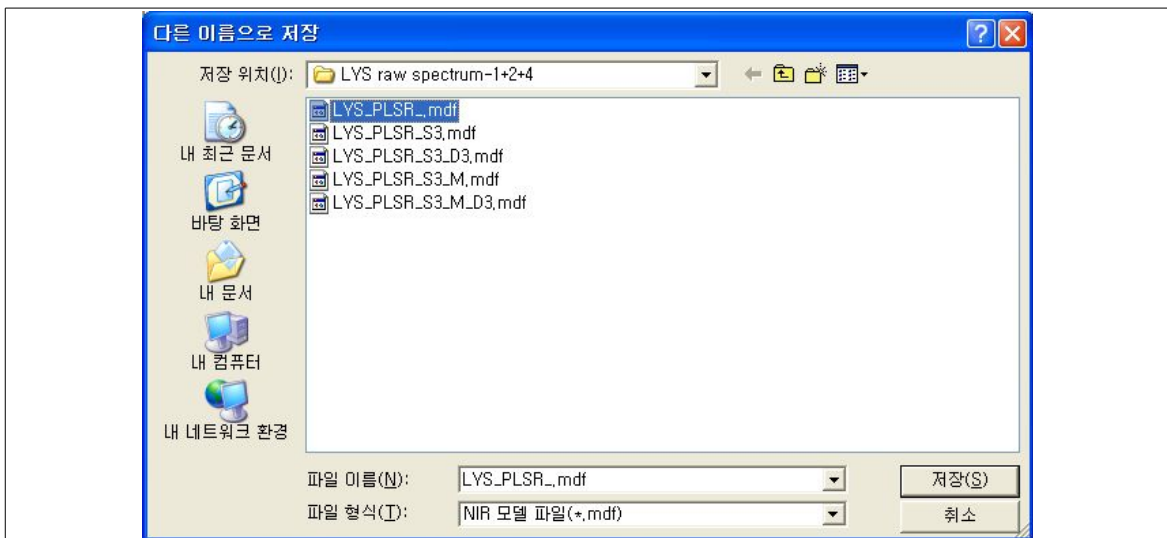 다른 이름으로 저장
저장 위치(I): LYS raw spectrum-1+2+4
내 최근 문서
바탕 화면
내 문서
내 컴퓨터
내 네트워크 환경
LYS_PLSR_.mdf
LYS_PLSR_S3.mdf
LYS_PLSR_S3_D3.mdf
LYS_PLSR_S3_M.mdf
LYS_PLSR_S3_M_D3.mdf
파일 이름(N): LYS_PLSR_.mdf 저장(S)
파일 형식(T): NIR 모델 파일(*.mdf) 취소